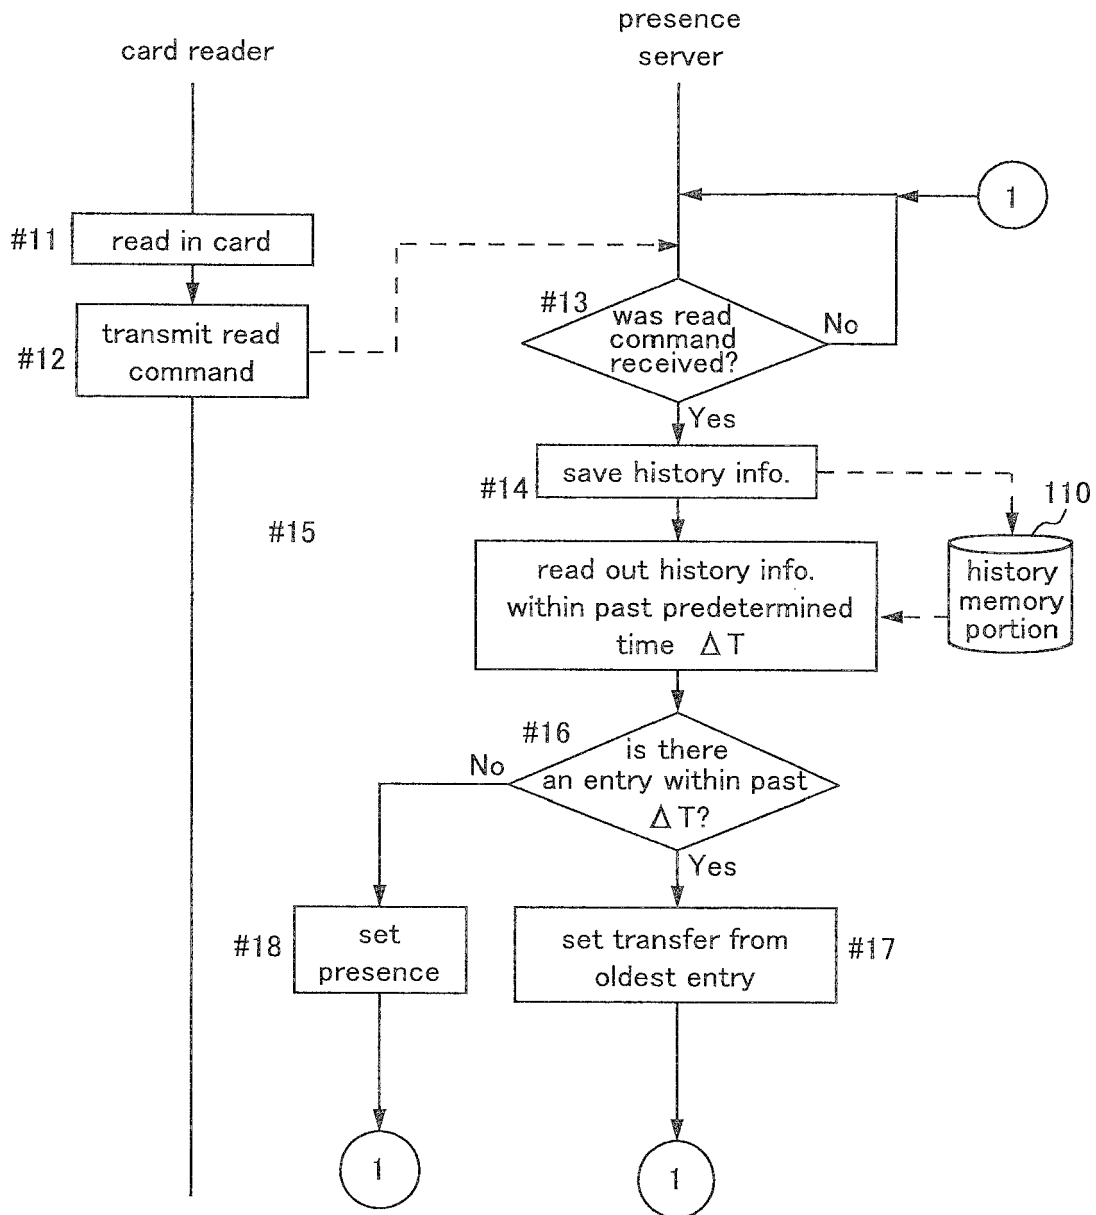 card reader
presence
server
1
#11
read in card
#12
transmit read
command
#13
was read
command
received?
No
Yes
#14
save history info.
110
history
memory
portion
#15
read out history info.
within past predetermined
time ΔT
#16
is there
an entry within past
ΔT?
No
Yes
#18
set
presence
set transfer from
oldest entry
#17
1
1